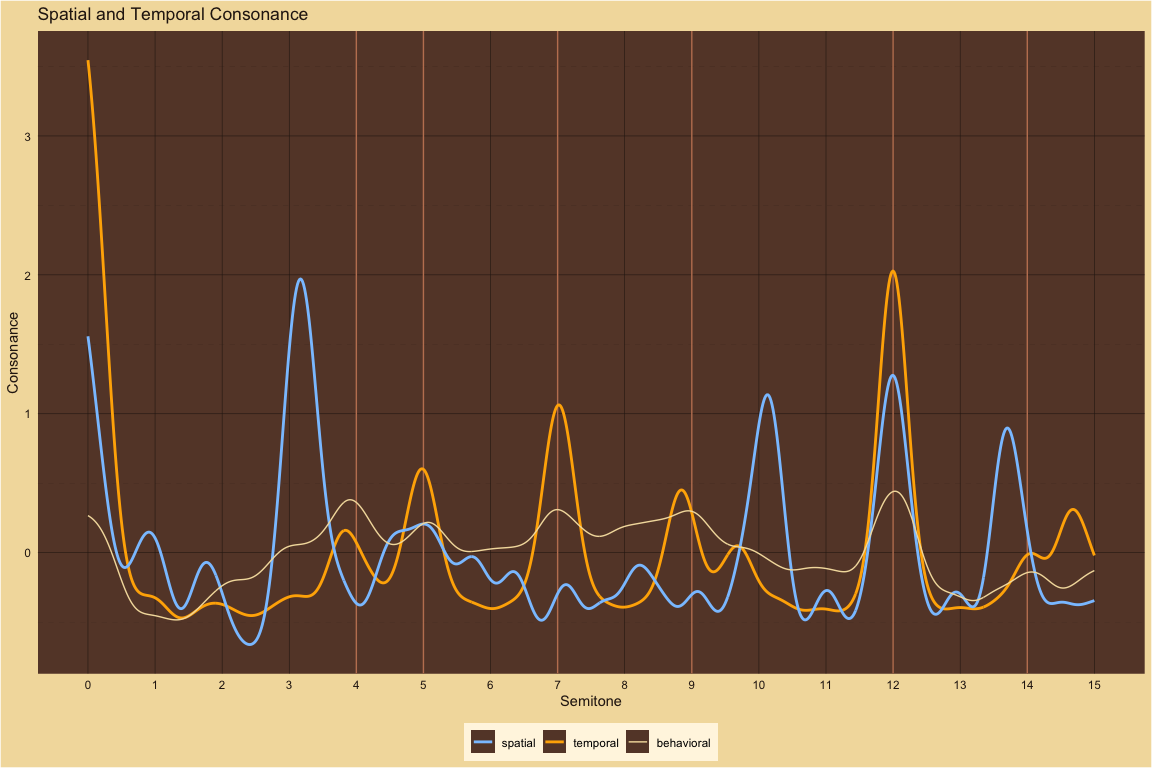 Spatial and Temporal Consonance
Consonance
3
2
1
0
0 1 2 3 4 5 6 7 8 9 10 11 12 13 14 15
Semitone
spatial temporal behavioral